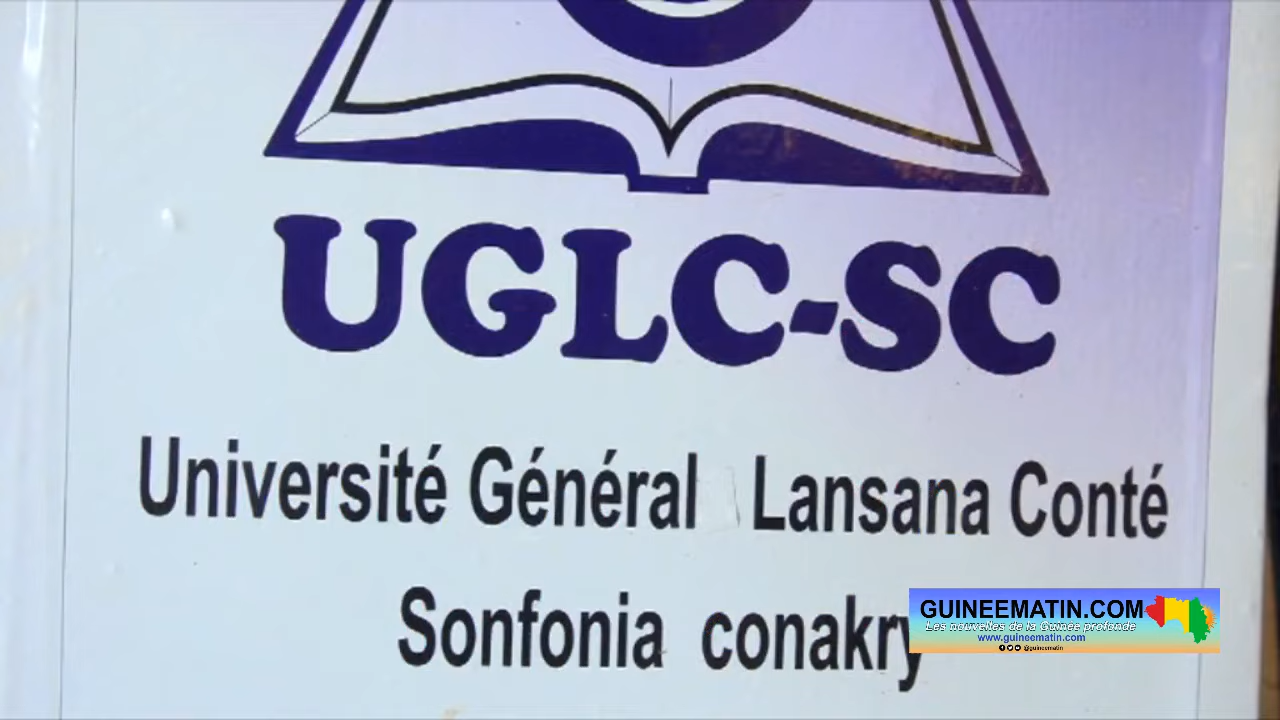 UGLC-SC
Université Général Lansana Conté
Sonfonia conakry
GUINEEMATIN.COM
Les nouvelles de la Guinée profonde
www.guineematin.com
@guineematin